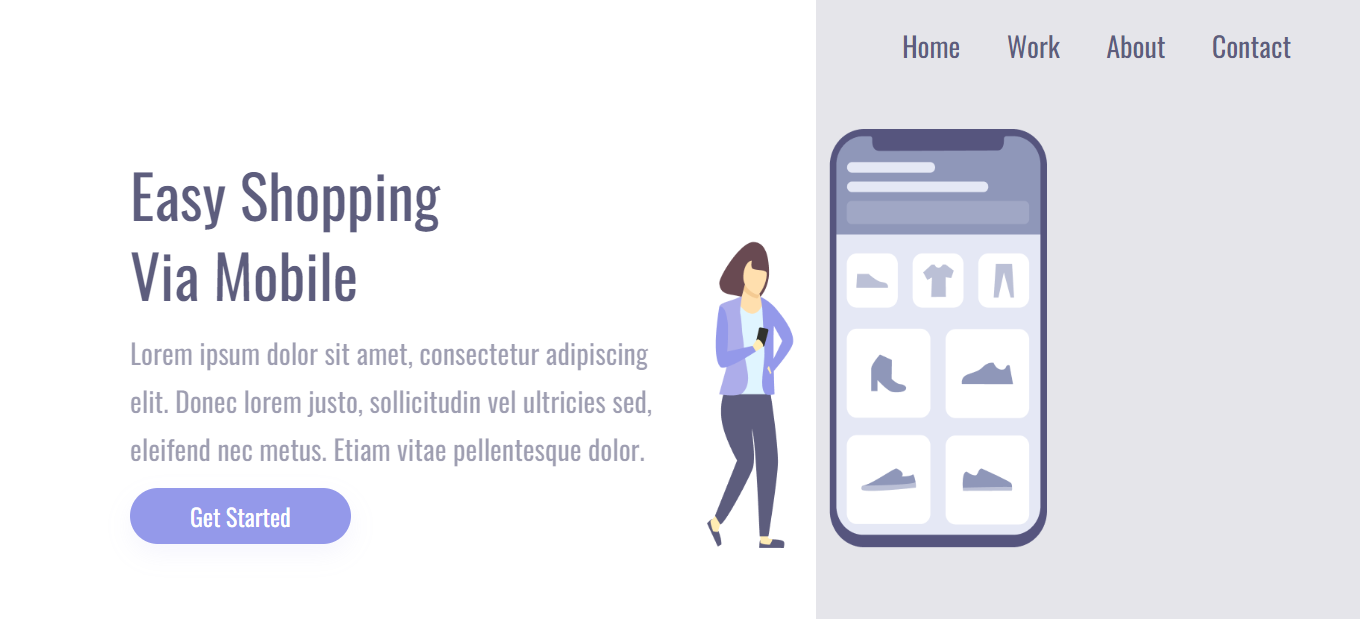 Home Work About Contact
Easy Shopping
Via Mobile
Lorem ipsum dolor sit amet, consectetur adipiscing
elit. Donec lorem justo, sollicitudin vel ultricies sed,
eleifend nec metus. Etiam vitae pellentesque dolor.
Get Started